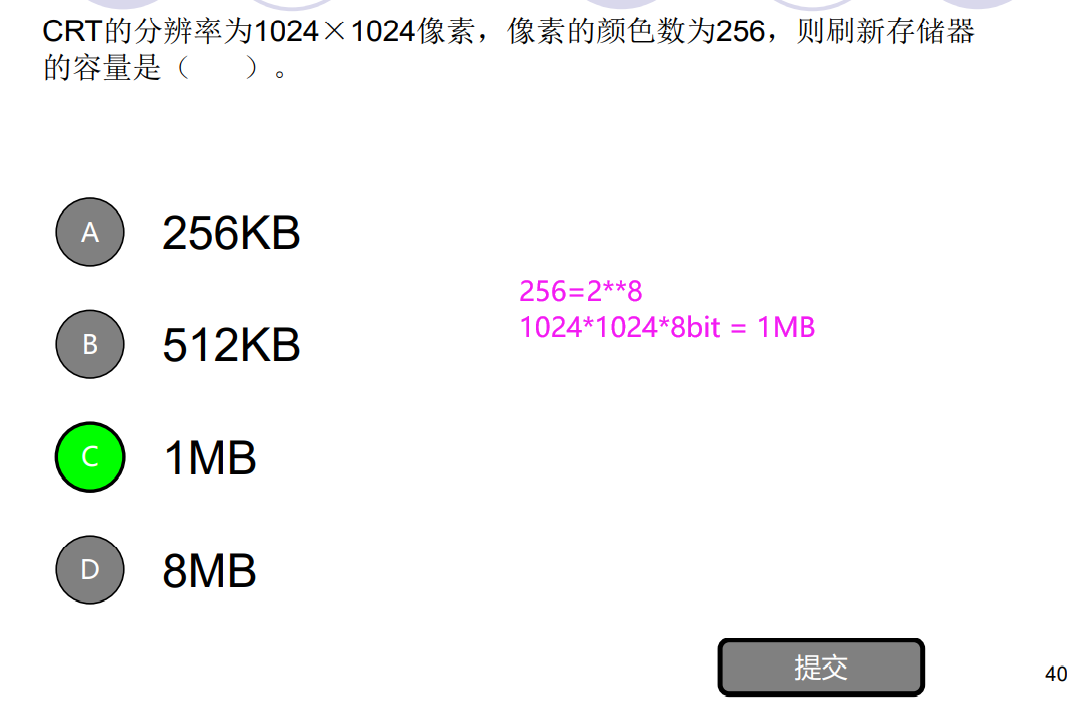 CRT的分辨率为1024×1024像素，像素的颜色数为256，则刷新存储器
的容量是（　　）。
A 256KB
256=2**8
1024*1024*8bit = 1MB
B 512KB
C 1MB
D 8MB
提交
40